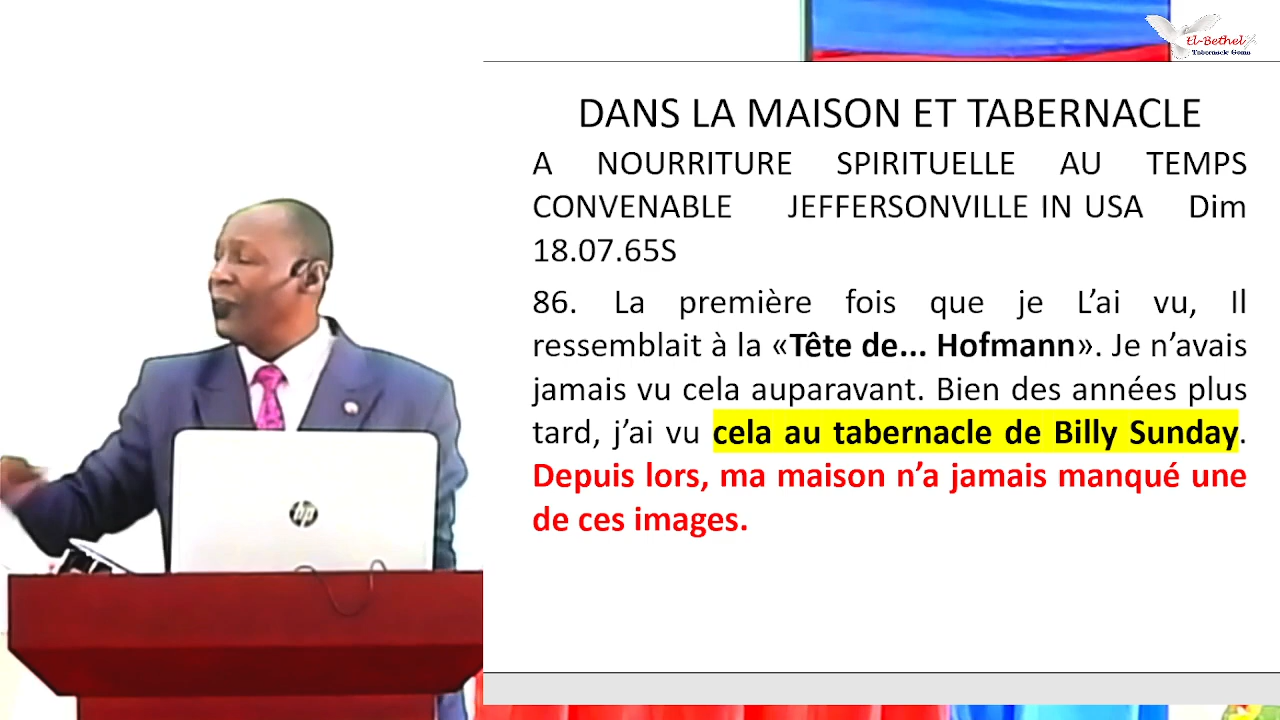 El-Bethel
Tabernacle Goma
DANS LA MAISON ET TABERNACLE
A NOURRITURE SPIRITUELLE AU TEMPS
CONVENABLE JEFFERSONVILLE IN USA Dim
18.07.65S
86. La première fois que je L’ai vu, Il
ressemblait à la «Tête de... Hofmann». Je n’avais
jamais vu cela auparavant. Bien des années plus
tard, j’ai vu cela au tabernacle de Billy Sunday.
Depuis lors, ma maison n’a jamais manqué une
de ces images.
hp